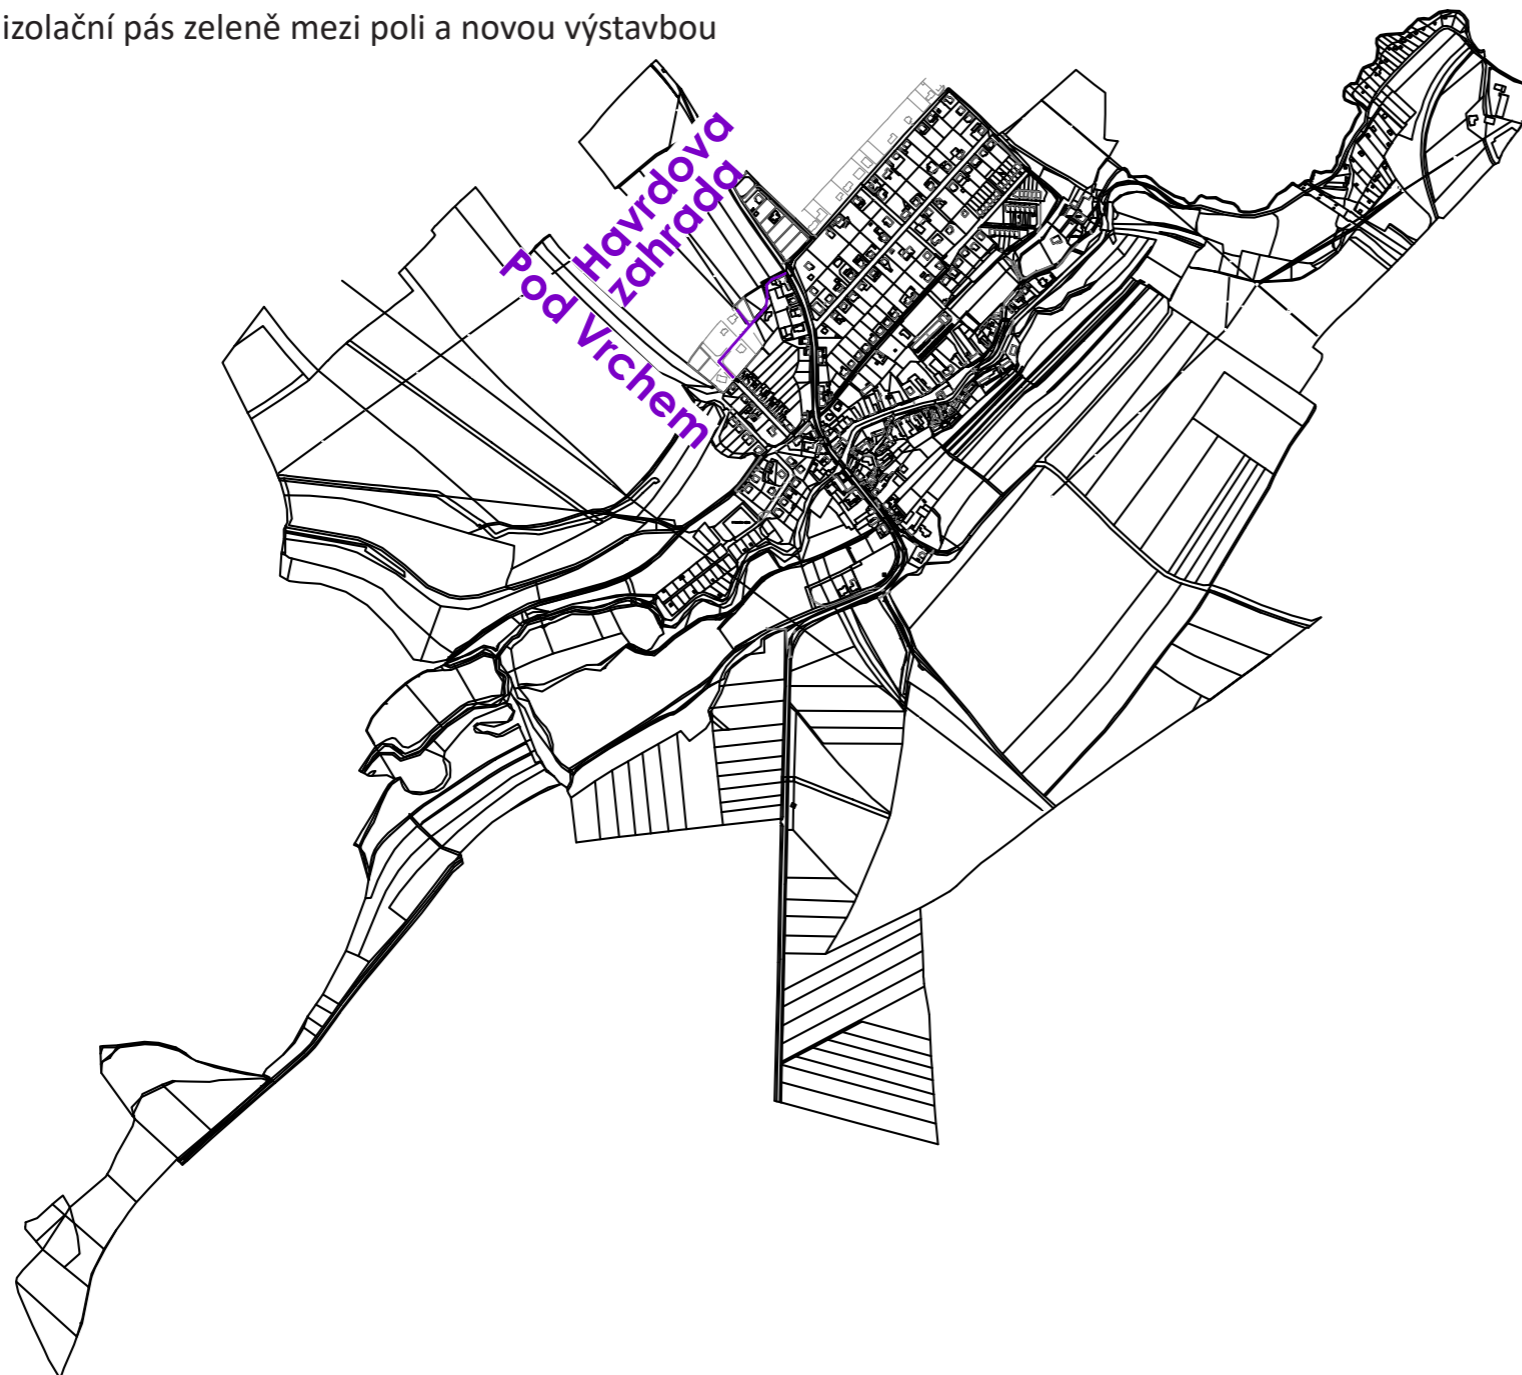 izolační pás zeleně mezi poli a novou výstavbou
Havrdova
zahrada
Pod Vrchem